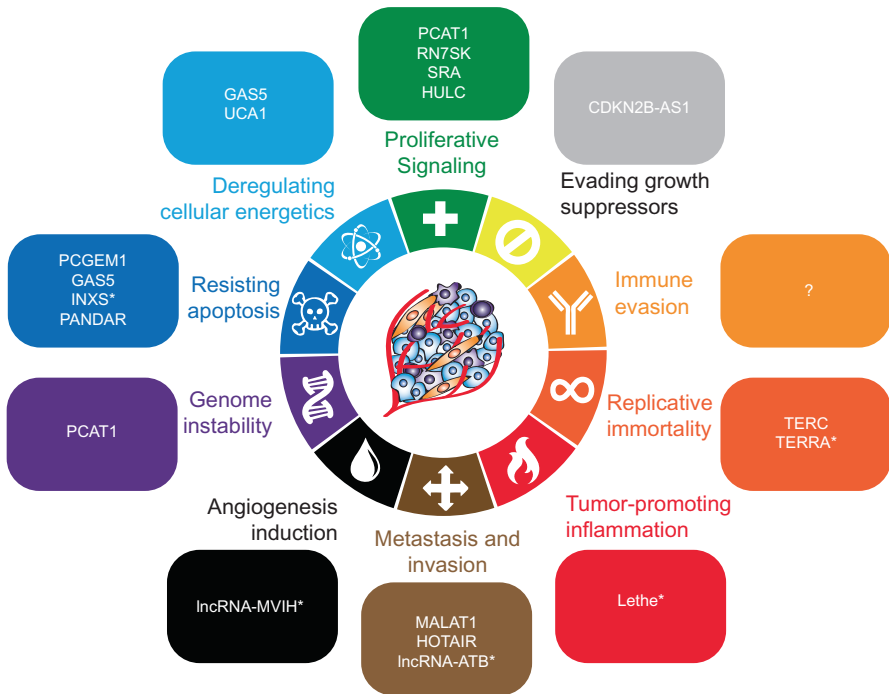 PCAT1
RN7SK
SRA
HULC
Proliferative
Signaling
CDKN2B-AS1
Evading growth
suppressors
?
Immune
evasion
TERC
TERRA*
Replicative
immortality
Tumor-promoting
inflammation
Lethe*
Metastasis and
invasion
MALAT1
HOTAIR
lncRNA-ATB*
Angiogenesis
induction
lncRNA-MVIH*
Genome
instability
PCAT1
Resisting
apoptosis
PCGEM1
GAS5
INXS*
PANDAR
Deregulating
cellular energetics
GAS5
UCA1